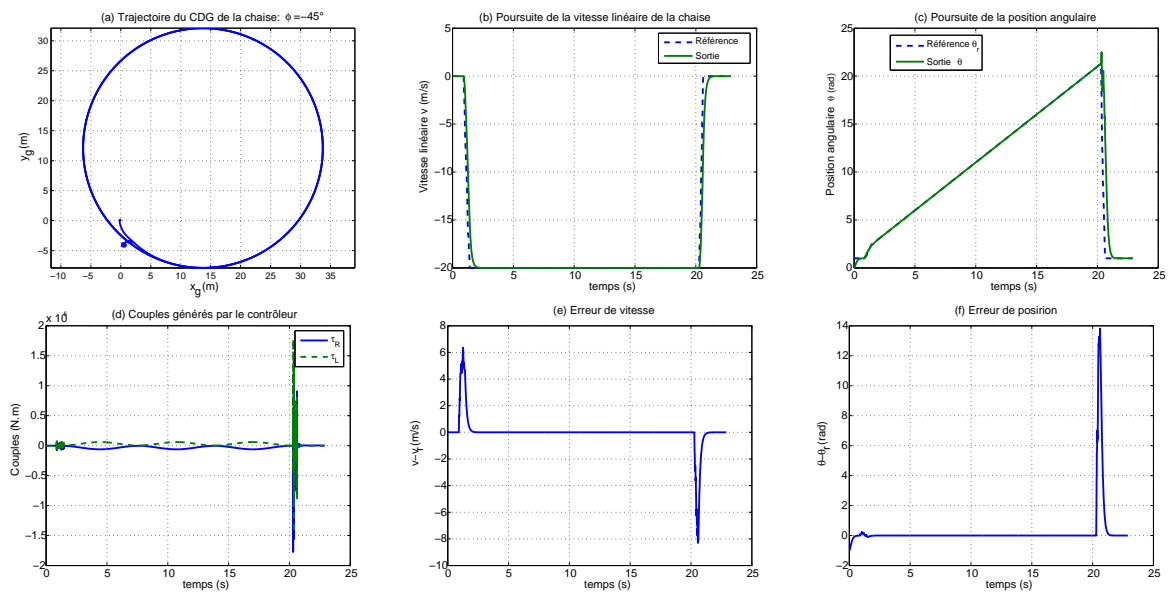 (a) Trajectoire du CDG de la chaise: ϕ=−45°
30
25
20
15
10
5
0
−5
y_g(m)
−10 −5 0 5 10 15 20 25 30 35
x_g(m)
(b) Poursuite de la vitesse linéaire de la chaise
Référence
Sortie
5
0
−5
−10
−15
−20
Vitesse linéaire v (m/s)
0 5 10 15 20 25
temps (s)
(c) Poursuite de la position angulaire
Référence θ_r
Sortie θ
25
20
15
10
5
0
Position angulaire θ (rad)
0 5 10 15 20 25
temps (s)
(d) Couples générés par le contrôleur
τ_R
τ_L
2
1.5
1
0.5
0
−0.5
−1
−1.5
−2
Couples (N.m)
0 5 10 15 20 25
temps (s)
(e) Erreur de vitesse
8
6
4
2
0
−2
−4
−6
−8
−10
v−v_r(m/s)
0 5 10 15 20 25
temps (s)
(f) Erreur de posirion
14
12
10
8
6
4
2
0
−2
θ−θ_r(rad)
0 5 10 15 20 25
temps (s)